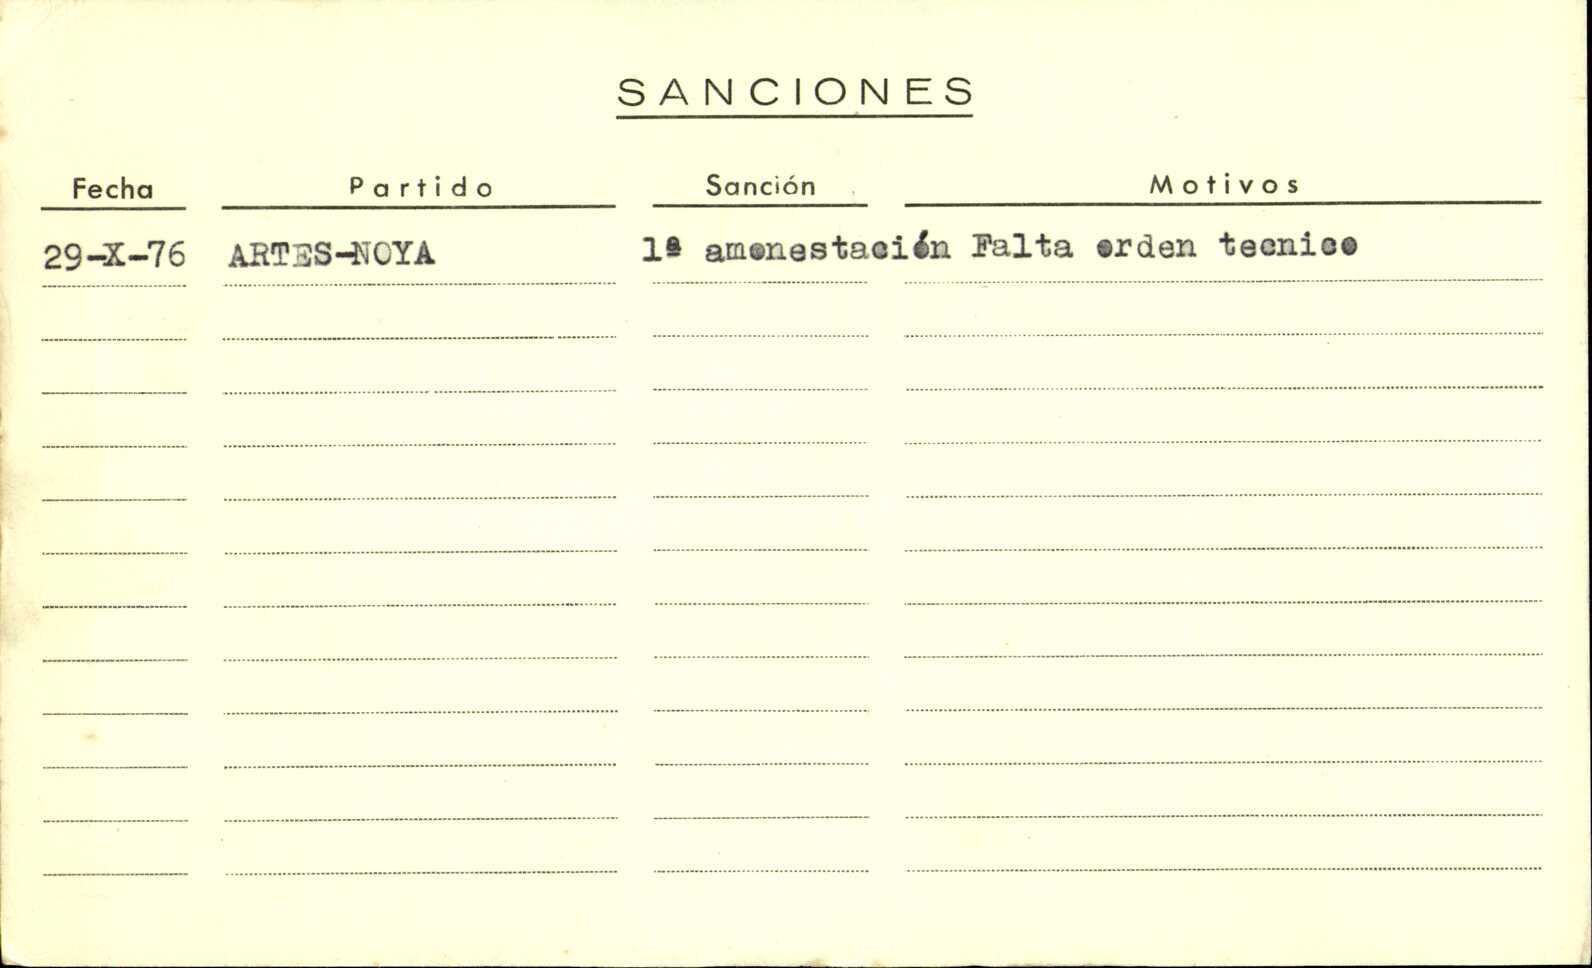 SANCIONES
Fecha Partido Sanción Motivos
29-X-76 ARTES-NOYA 1ª amonestación Falta orden tecnico